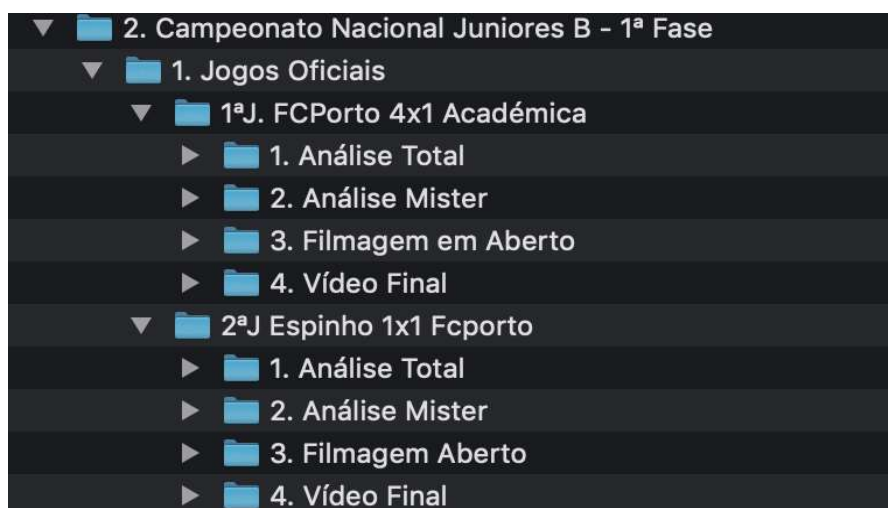 2. Campeonato Nacional Juniores B - 1ª Fase
1. Jogos Oficiais
1ªJ. FCPorto 4x1 Académica
1. Análise Total
2. Análise Mister
3. Filmagem em Aberto
4. Vídeo Final
2ªJ Espinho 1x1 Fcporto
1. Análise Total
2. Análise Mister
3. Filmagem Aberto
4. Vídeo Final